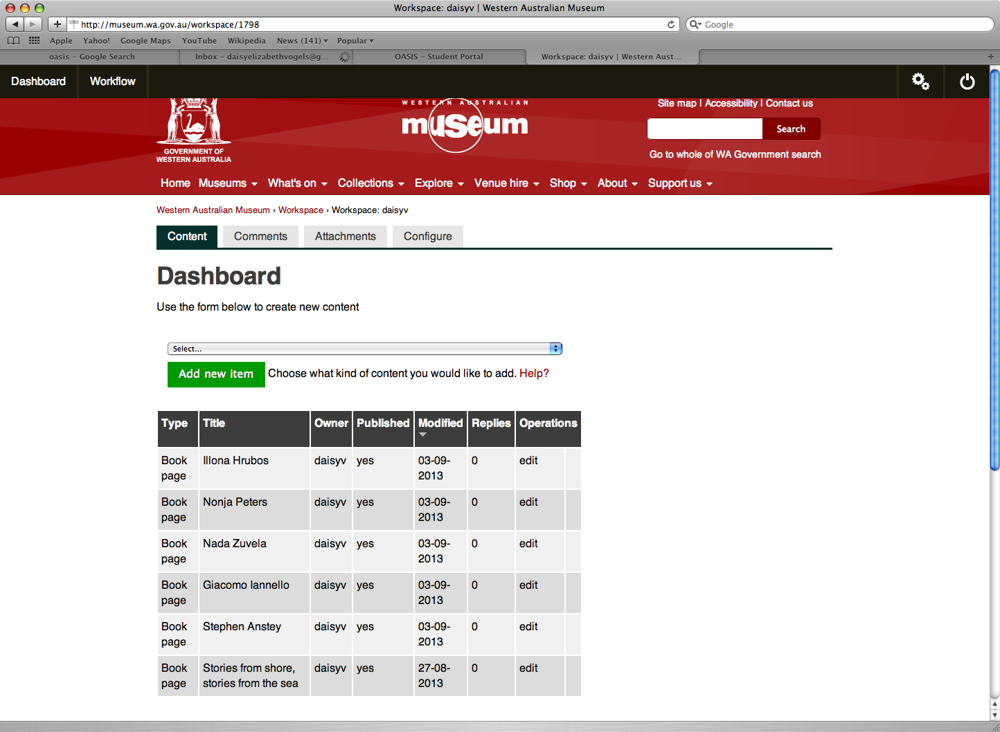 Workspace: daisyv | Western Australian Museum
http://museum.wa.gov.au/workspace/1798
Google
Apple Yahoo! Google Maps YouTube Wikipedia News (141) Popular
oasis - Google Search
Inbox - daisyelizabethvogels@g...
OASIS - Student Portal
Workspace: daisyv | Western Aust...
Dashboard Workflow
WESTERN AUSTRALIAN
museum
GOVERNMENT OF
WESTERN AUSTRALIA
Site map | Accessibility | Contact us
Search
Go to whole of WA Government search
Home Museums What's on Collections Explore Venue hire Shop About Support us
Western Australian Museum › Workspace › Workspace: daisyv
Content Comments Attachments Configure
Dashboard
Use the form below to create new content
Select...
Add new item Choose what kind of content you would like to add. Help?
Type Title Owner Published Modified Replies Operations
Book Illona Hrubos daisyv yes 03-09- 0 edit
page 2013
Book Nonja Peters daisyv yes 03-09- 0 edit
page 2013
Book Nada Zuvela daisyv yes 03-09- 0 edit
page 2013
Book Giacomo Iannello daisyv yes 03-09- 0 edit
page 2013
Book Stephen Anstey daisyv yes 03-09- 0 edit
page 2013
Book Stories from shore, daisyv yes 27-08- 0 edit
page stories from the sea 2013